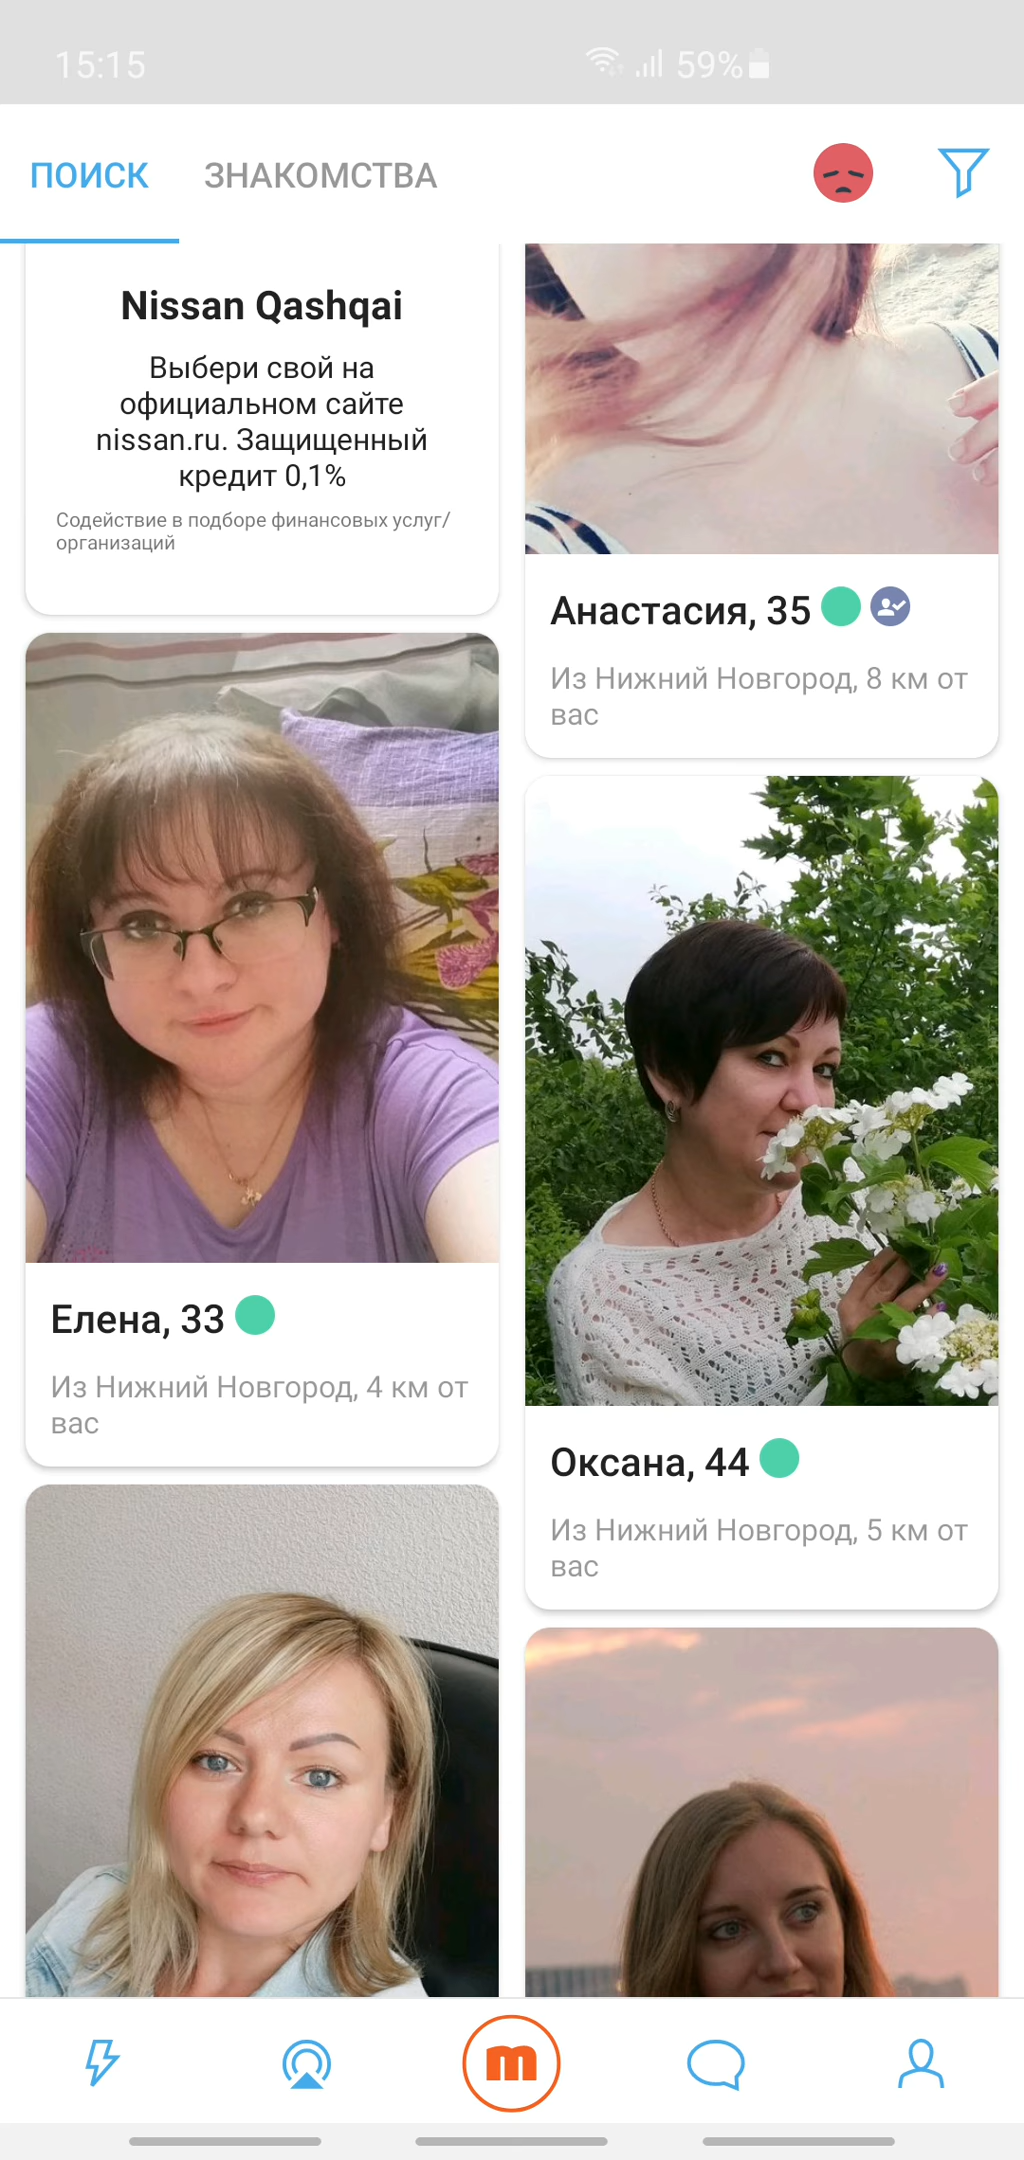 15:15
59%
ПОИСК
ЗНАКОМСТВА
Nissan Qashqai
Выбери свой на
официальном сайте
nissan.ru. Защищенный
кредит 0,1%
Содействие в подборе финансовых услуг/
организаций
Анастасия, 35
Из Нижний Новгород, 8 км от
вас
Елена, 33
Из Нижний Новгород, 4 км от
вас
Оксана, 44
Из Нижний Новгород, 5 км от
вас
m